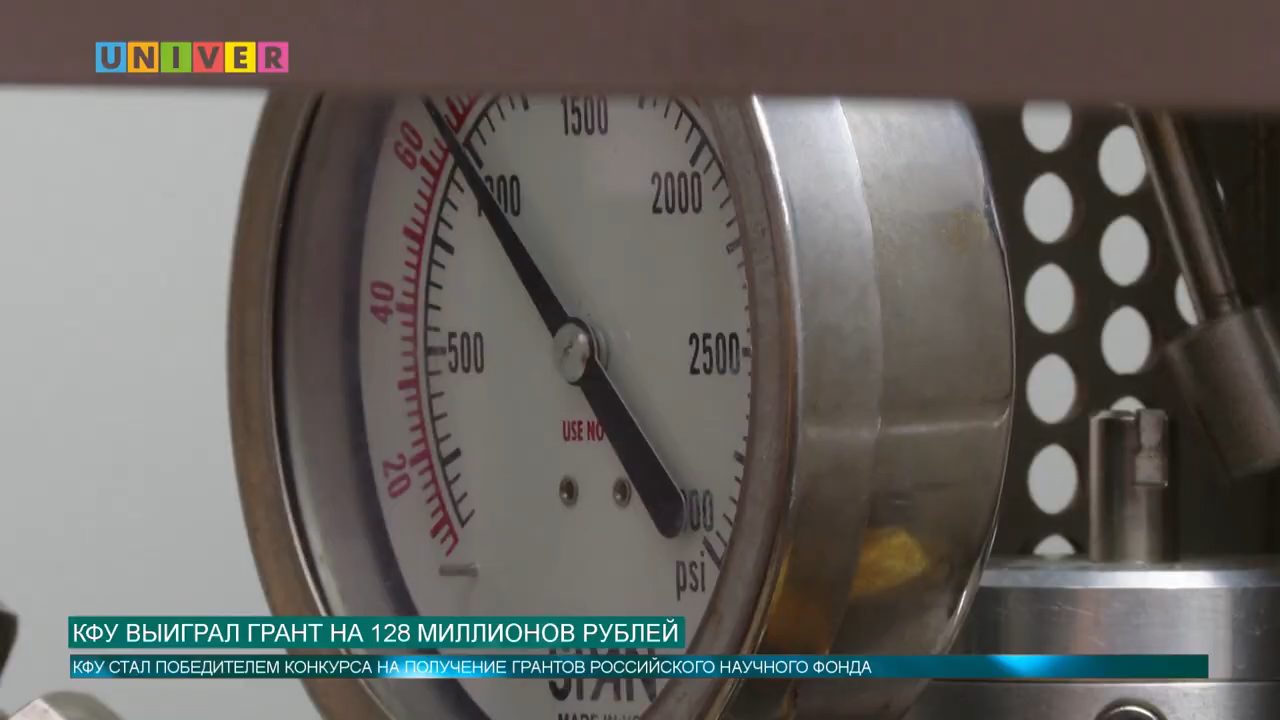 UNIVER
60
1500
2000
40
500
2500
USE NO
20
psi
КФУ ВЫИГРАЛ ГРАНТ НА 128 МИЛЛИОНОВ РУБЛЕЙ
КФУ СТАЛ ПОБЕДИТЕЛЕМ КОНКУРСА НА ПОЛУЧЕНИЕ ГРАНТОВ РОССИЙСКОГО НАУЧНОГО ФОНДА